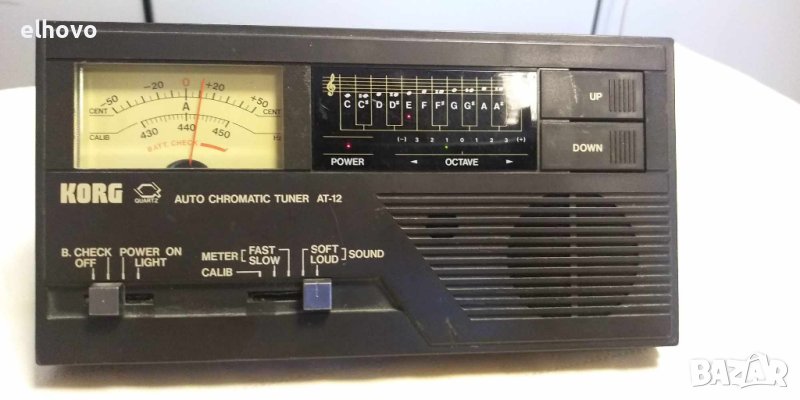 elhovo
-50 -20 0 +20 +50
CENT A CENT
CALIB 430 440 450 Hz
BATT. CHECK
C C# D D# E F F# G G# A A#
(-) 3 2 1 0 1 2 3 (+)
POWER ◄ OCTAVE ►
UP
DOWN
KORG QUARTZ AUTO CHROMATIC TUNER AT-12
B. CHECK POWER ON
OFF LIGHT
METER FAST SOFT SOUND
SLOW LOUD
CALIB
BAZAR